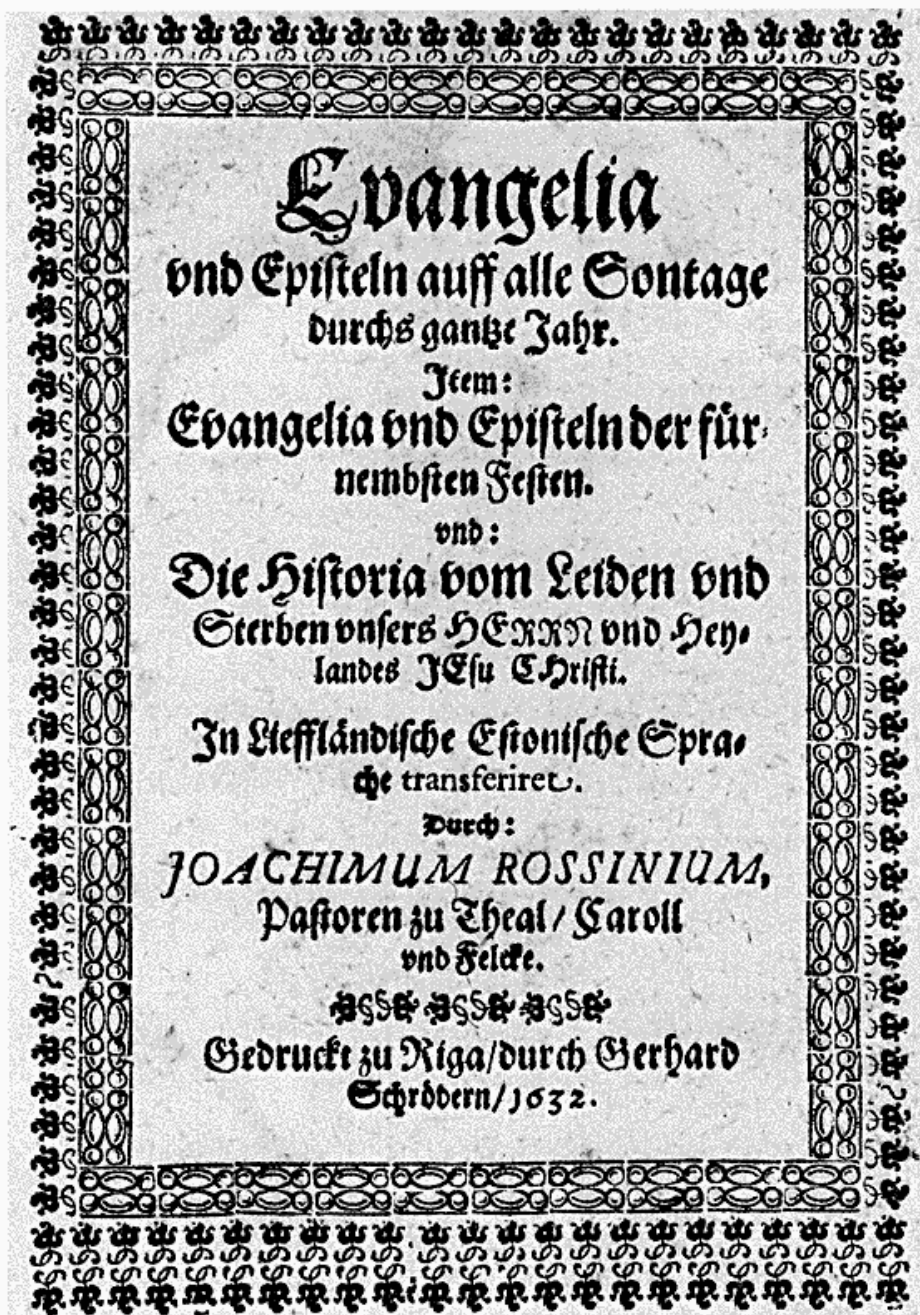 Evangelia
vnd Episteln auff alle Sontage
durchs gantze Jahr.
Item:
Evangelia vnd Episteln der für-
nembsten Festen.
vnd:
Die Historia vom Leiden vnd
Sterben vnsers HERRN vnd Hey-
landes JEsu CHristi.
In Lieffländische Estonische Spra-
che transferiret.
Durch:
JOACHIMUM ROSSINIUM,
Pastoren zu Theal/ Caroll
vnd Felcke.
Gedruckt zu Riga/durch Gerhard
Schrödern/1632.